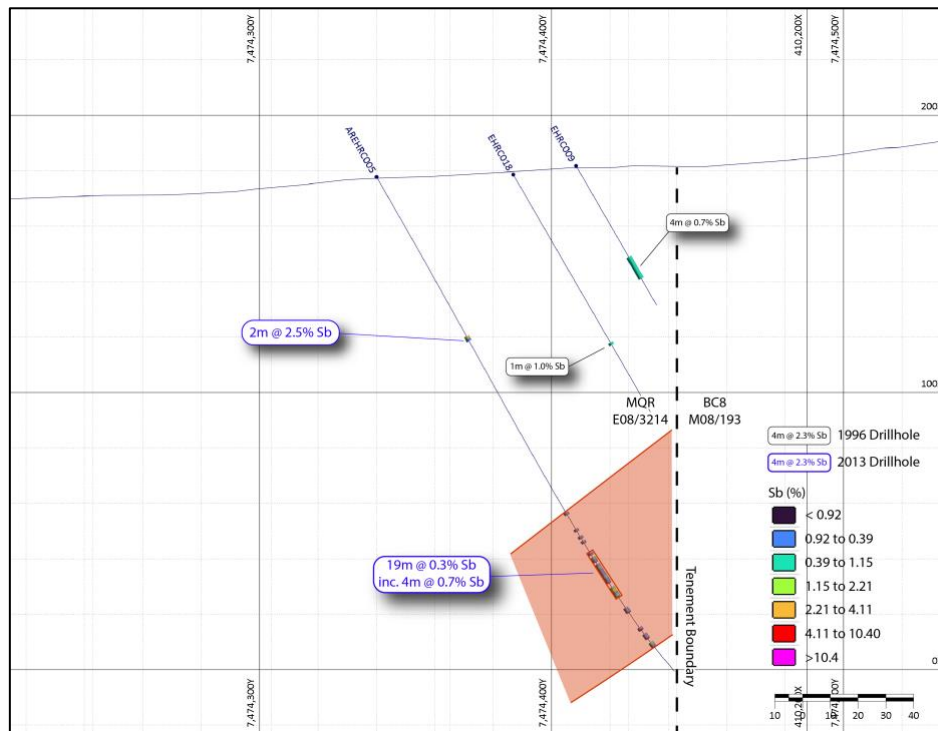 7,474,300Y
7,474,400Y
410,200X
7,474,500Y
200
AREHRC005
EHRC018
EHRC009
4m @ 0.7% Sb
2m @ 2.5% Sb
1m @ 1.0% Sb
100
MQR
E08/3214
BC8
M08/193
4m @ 2.3% Sb 1996 Drillhole
4m @ 2.3% Sb 2013 Drillhole
Sb (%)
< 0.92
0.92 to 0.39
0.39 to 1.15
1.15 to 2.21
2.21 to 4.11
4.11 to 10.40
>10.4
19m @ 0.3% Sb
inc. 4m @ 0.7% Sb
Tenement Boundary
0
7,474,300Y
7,474,400Y
410,200X
10 0 10 20 30 40